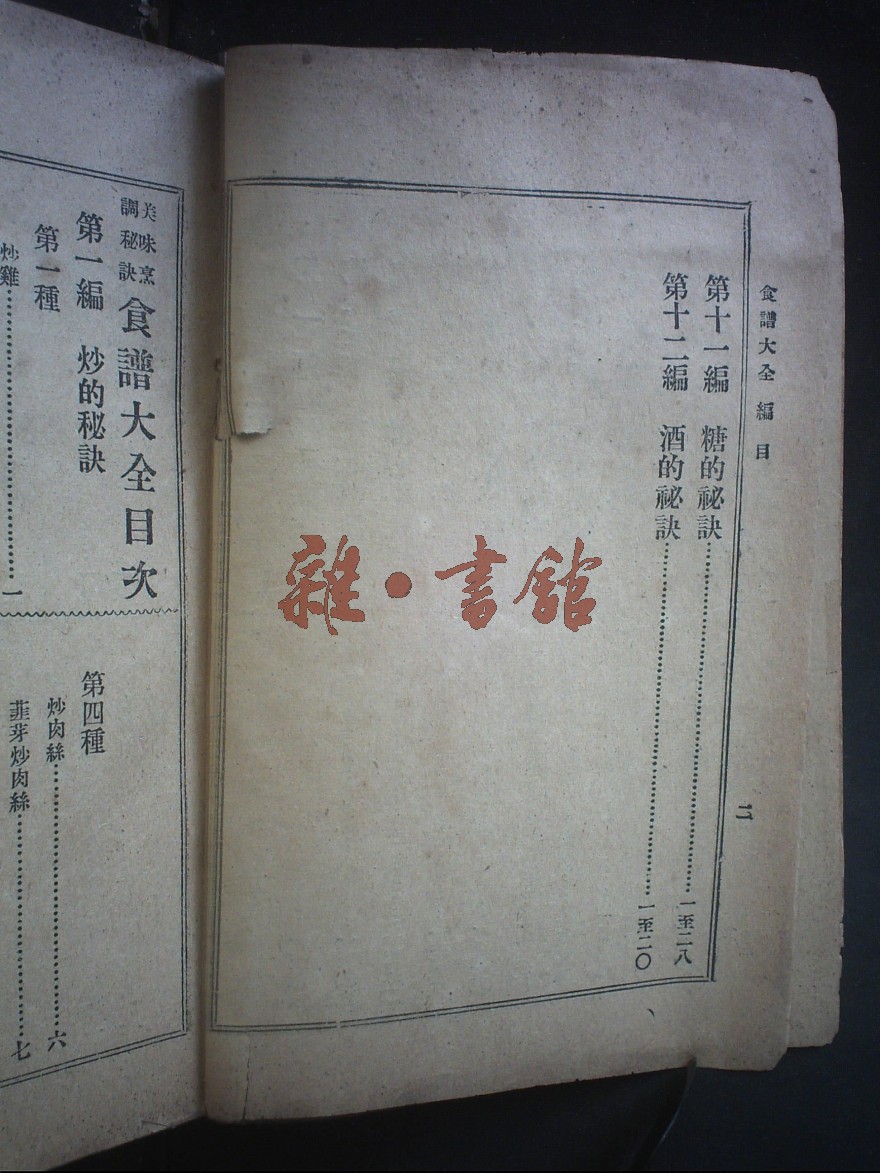 食譜大全 編目
二
第十一編 糖的祕訣……一至二八
第十二編 酒的祕訣……一至二〇
雜·書館
美味烹
調秘訣
食譜大全目次
第一編 炒的秘訣
第一種
炒雞……一
第四種
炒肉絲……六
韮芽炒肉絲……七